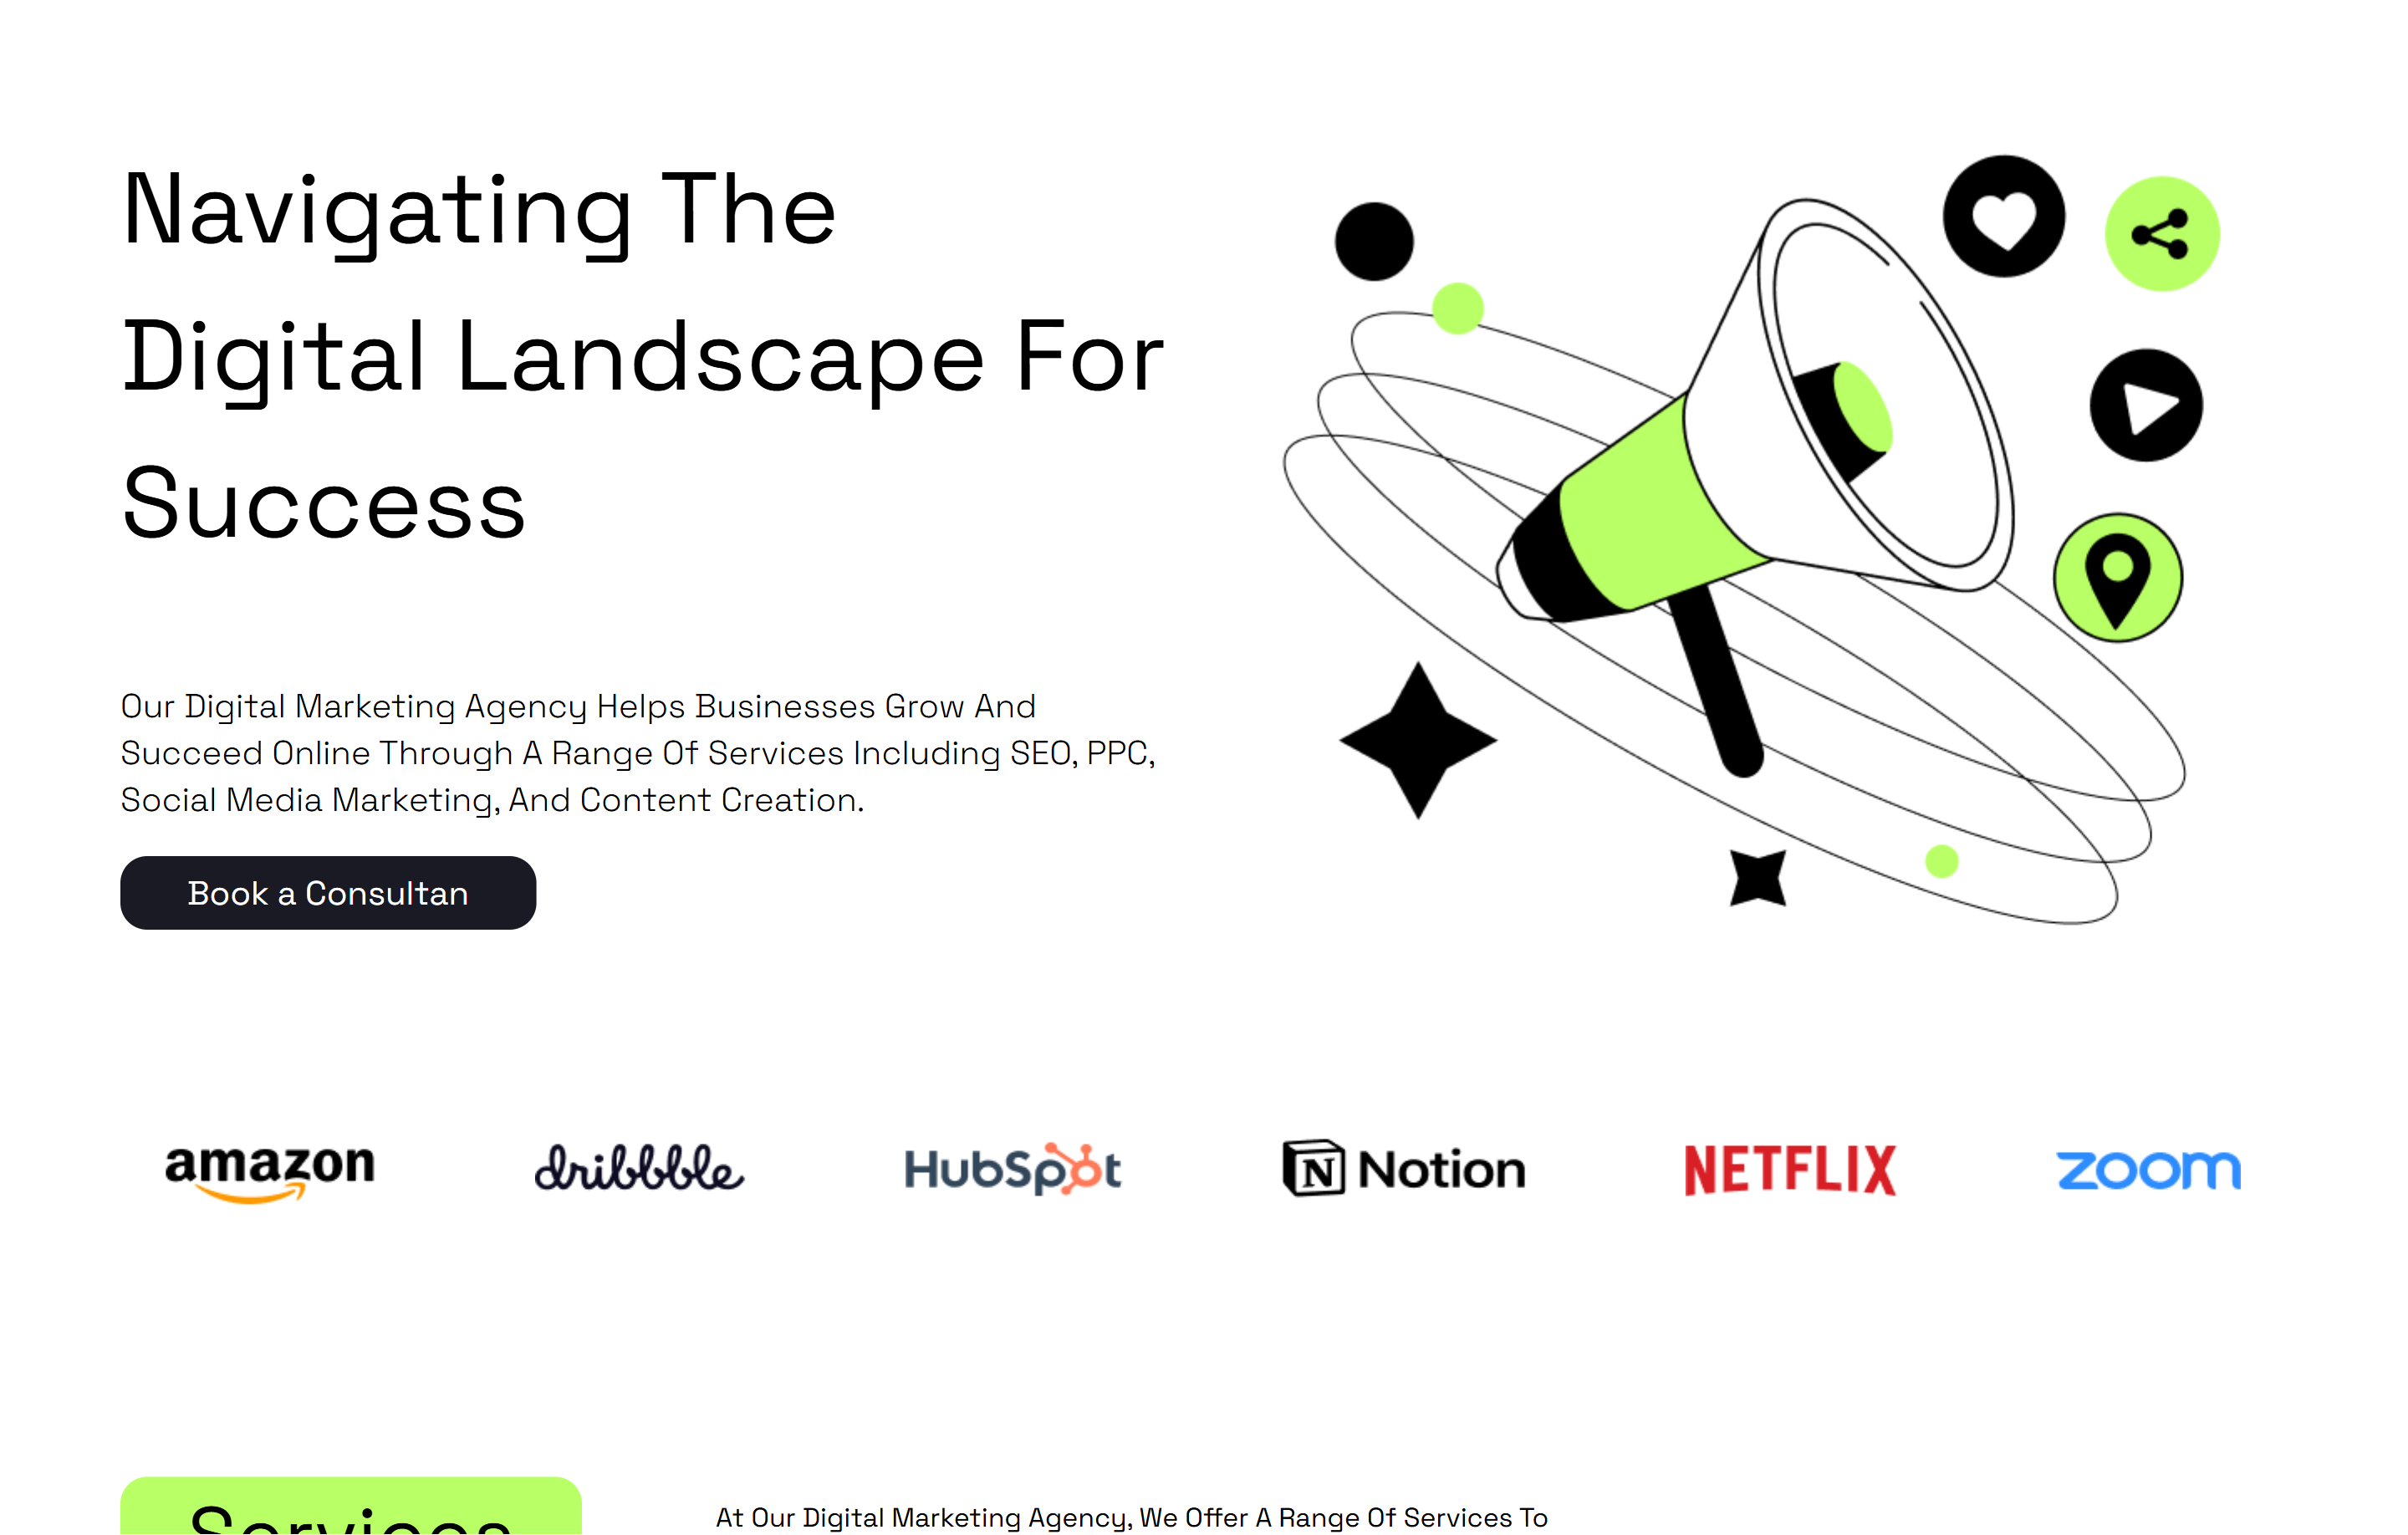 Navigating The
Digital Landscape For
Success
Our Digital Marketing Agency Helps Businesses Grow And
Succeed Online Through A Range Of Services Including SEO, PPC,
Social Media Marketing, And Content Creation.
Book a Consultan
amazon
dribbble
HubSpot
N Notion
NETFLIX
zoom
Services
At Our Digital Marketing Agency, We Offer A Range Of Services To